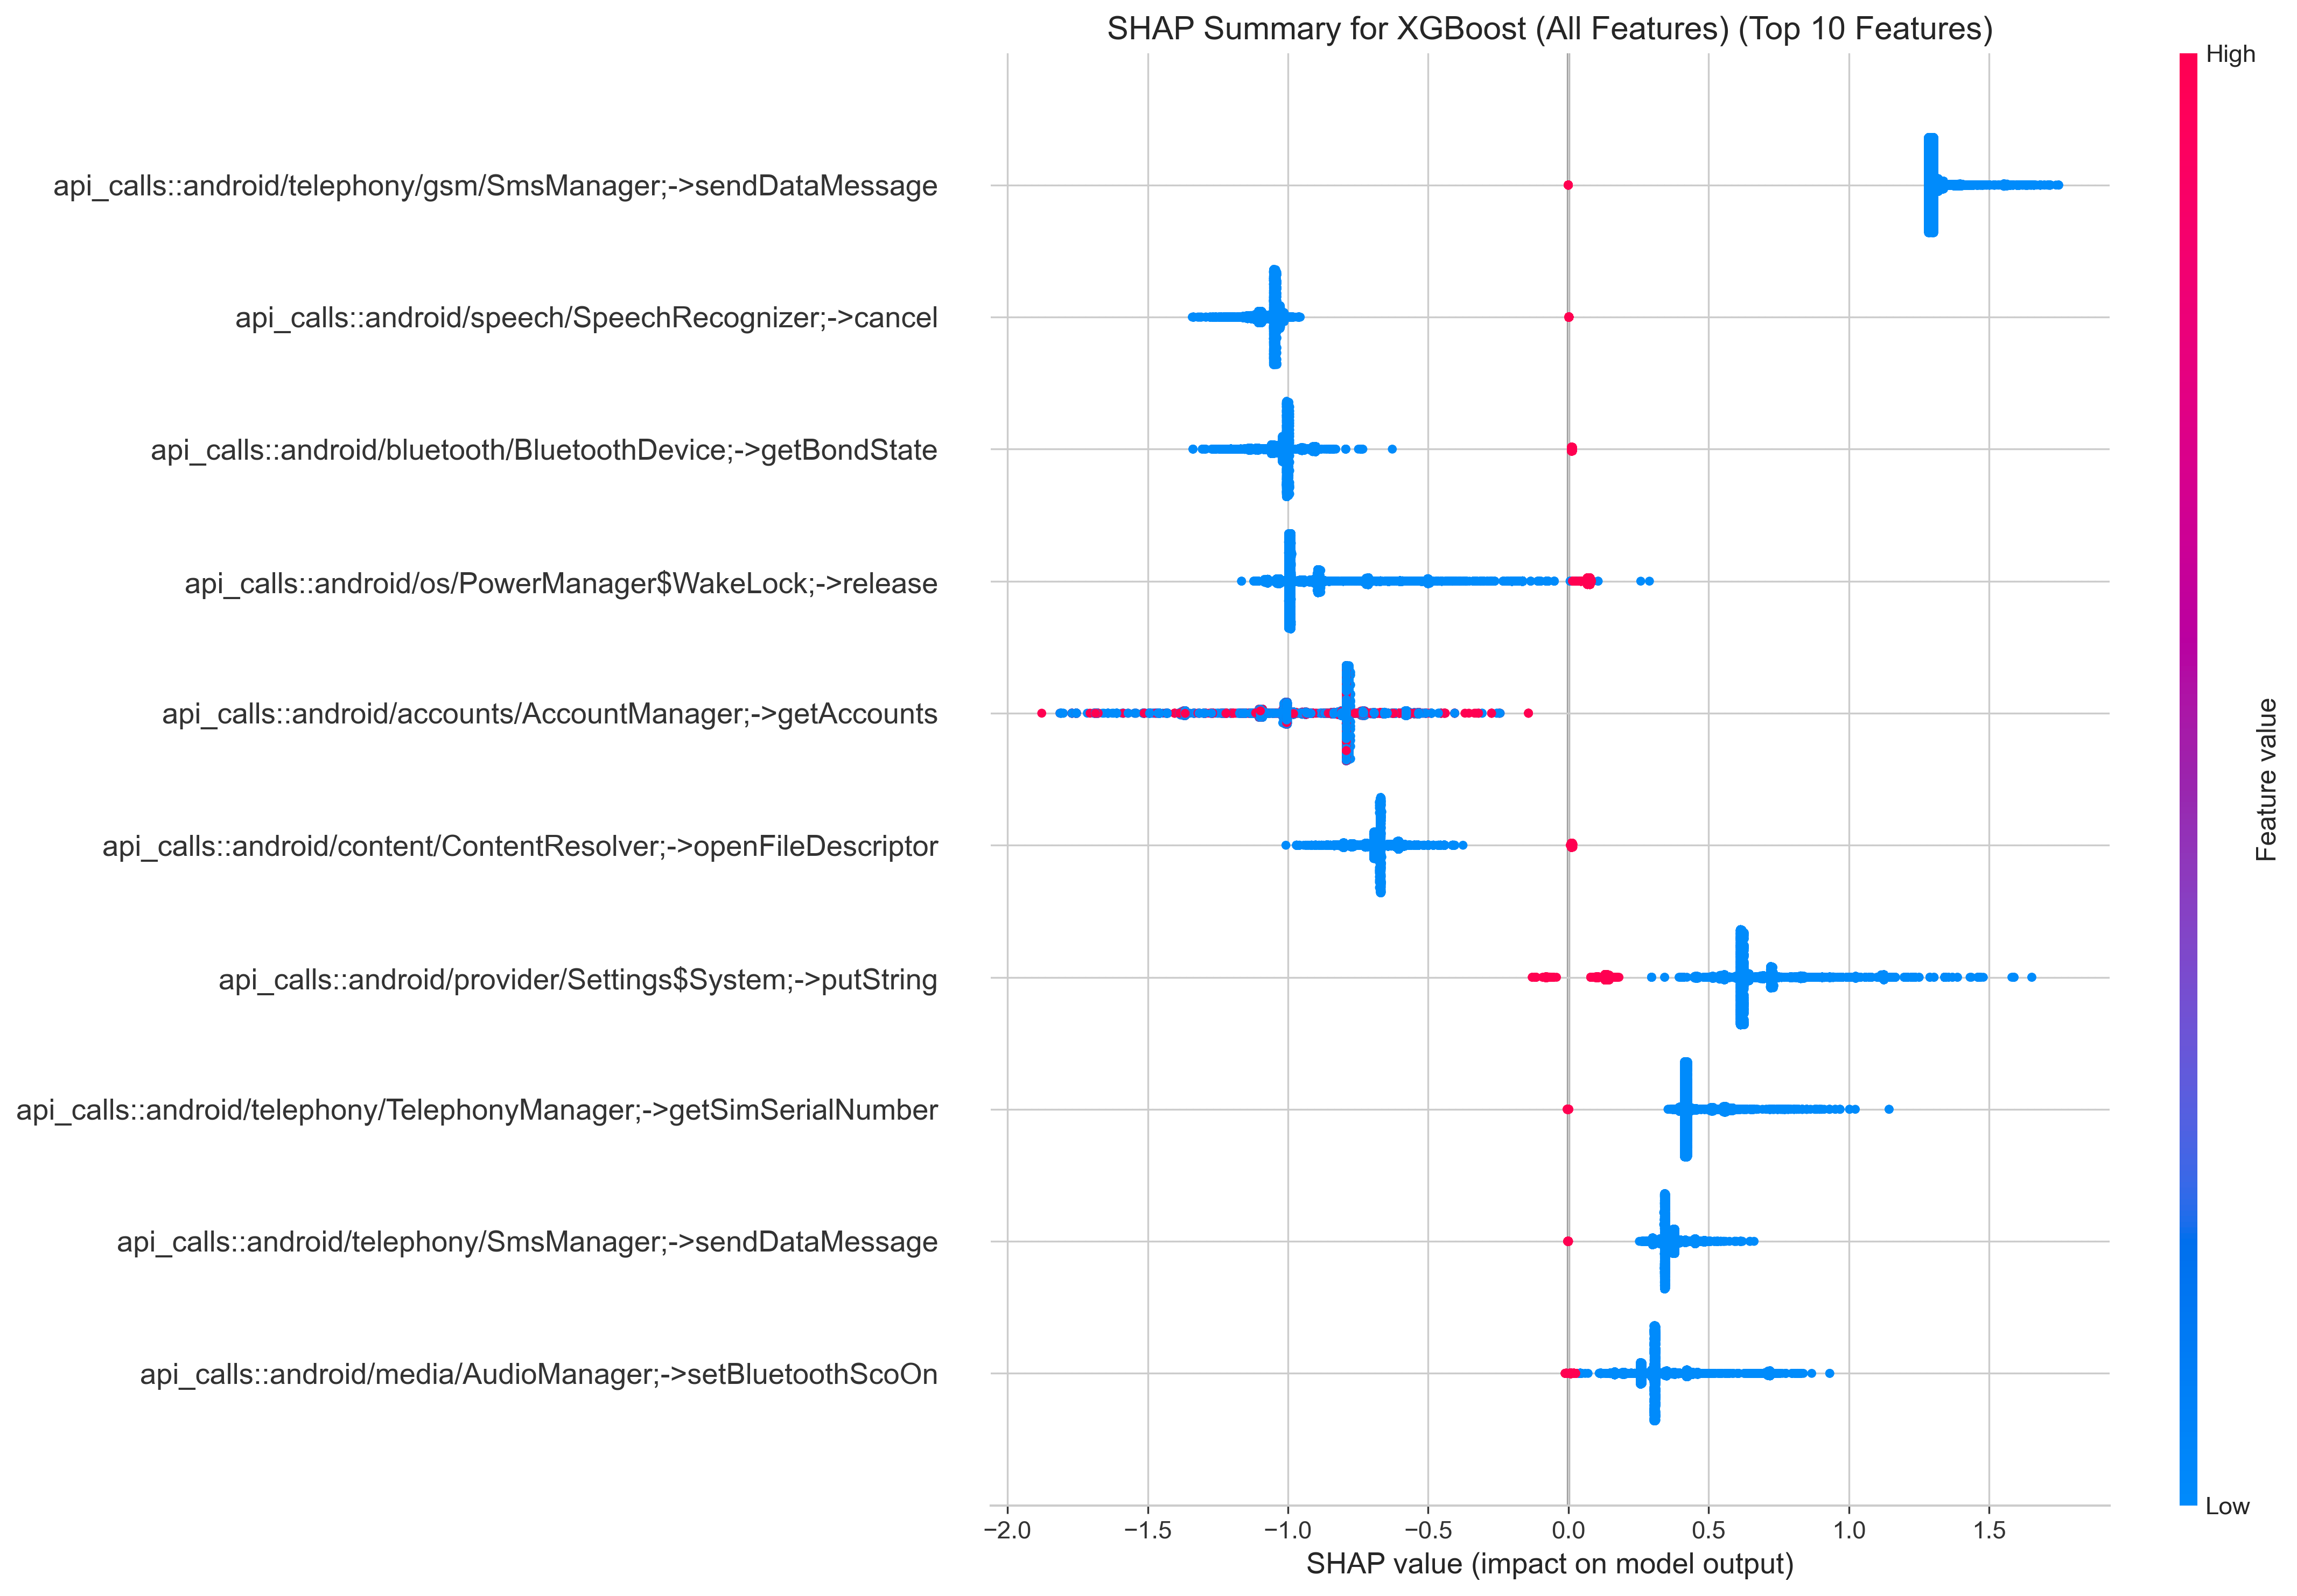 SHAP Summary for XGBoost (All Features) (Top 10 Features)
High
api_calls::android/telephony/gsm/SmsManager;->sendDataMessage
api_calls::android/speech/SpeechRecognizer;->cancel
api_calls::android/bluetooth/BluetoothDevice;->getBondState
api_calls::android/os/PowerManager$WakeLock;->release
api_calls::android/accounts/AccountManager;->getAccounts
api_calls::android/content/ContentResolver;->openFileDescriptor
api_calls::android/provider/Settings$System;->putString
api_calls::android/telephony/TelephonyManager;->getSimSerialNumber
api_calls::android/telephony/SmsManager;->sendDataMessage
api_calls::android/media/AudioManager;->setBluetoothScoOn
Feature value
Low
−2.0 −1.5 −1.0 −0.5 0.0 0.5 1.0 1.5
SHAP value (impact on model output)